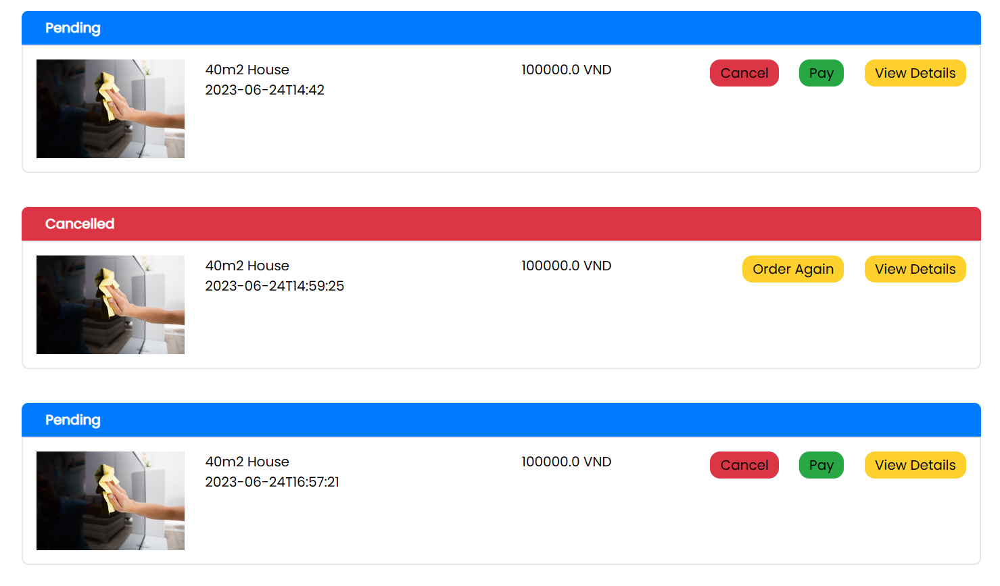 Pending
40m2 House
2023-06-24T14:42
100000.0 VND
Cancel
Pay
View Details
Cancelled
40m2 House
2023-06-24T14:59:25
100000.0 VND
Order Again
View Details
Pending
40m2 House
2023-06-24T16:57:21
100000.0 VND
Cancel
Pay
View Details